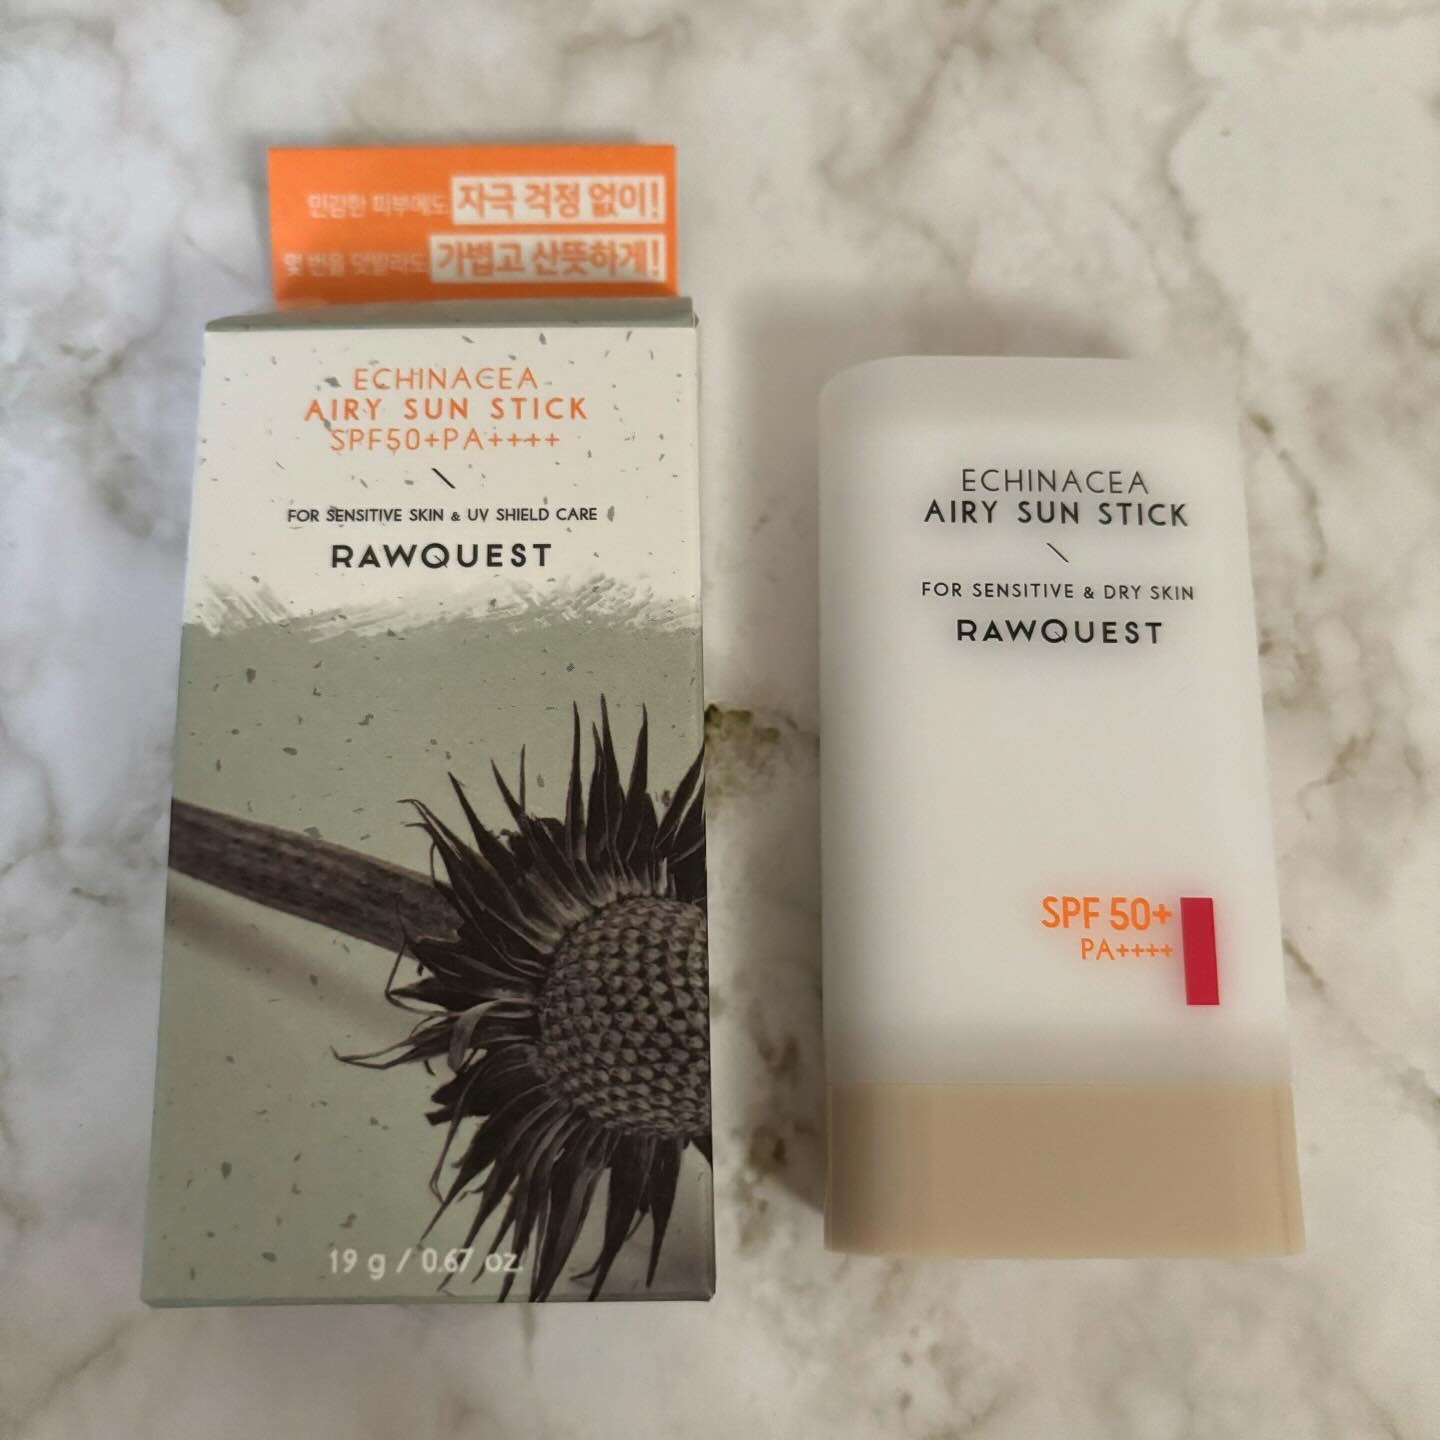 민감한 피부에도 자극 걱정 없이!
몇 번을 덧발라도 가볍고 산뜻하게!
ECHINACEA
AIRY SUN STICK
SPF50+PA++++
\
FOR SENSITIVE SKIN & UV SHIELD CARE
RAWQUEST
19 g / 0.67 oz.
ECHINACEA
AIRY SUN STICK
\
FOR SENSITIVE & DRY SKIN
RAWQUEST
SPF 50+
PA++++